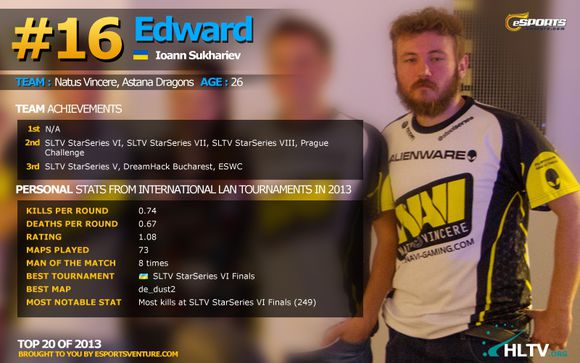 #16
Edward
Ioann Sukhariev
eSPORTS
TEAM : Natus Vincere, Astana Dragons AGE : 26
TEAM ACHIEVEMENTS
1st N/A
2nd SLTV StarSeries VI, SLTV StarSeries VII, SLTV StarSeries VIII, Prague
Challenge
3rd SLTV StarSeries V, DreamHack Bucharest, ESWC
PERSONAL STATS FROM INTERNATIONAL LAN TOURNAMENTS IN 2013
KILLS PER ROUND 0.74
DEATHS PER ROUND 0.67
RATING 1.08
MAPS PLAYED 73
MAN OF THE MATCH 8 times
BEST TOURNAMENT SLTV StarSeries VI Finals
BEST MAP de_dust2
MOST NOTABLE STAT Most kills at SLTV StarSeries VI Finals (249)
steelseries
ALIENWARE
NAVI
VINCERE
NAVI-GAMING.COM
TOP 20 OF 2013
BROUGHT TO YOU BY ESPORTSVENTURE.COM
HLTV.ORG